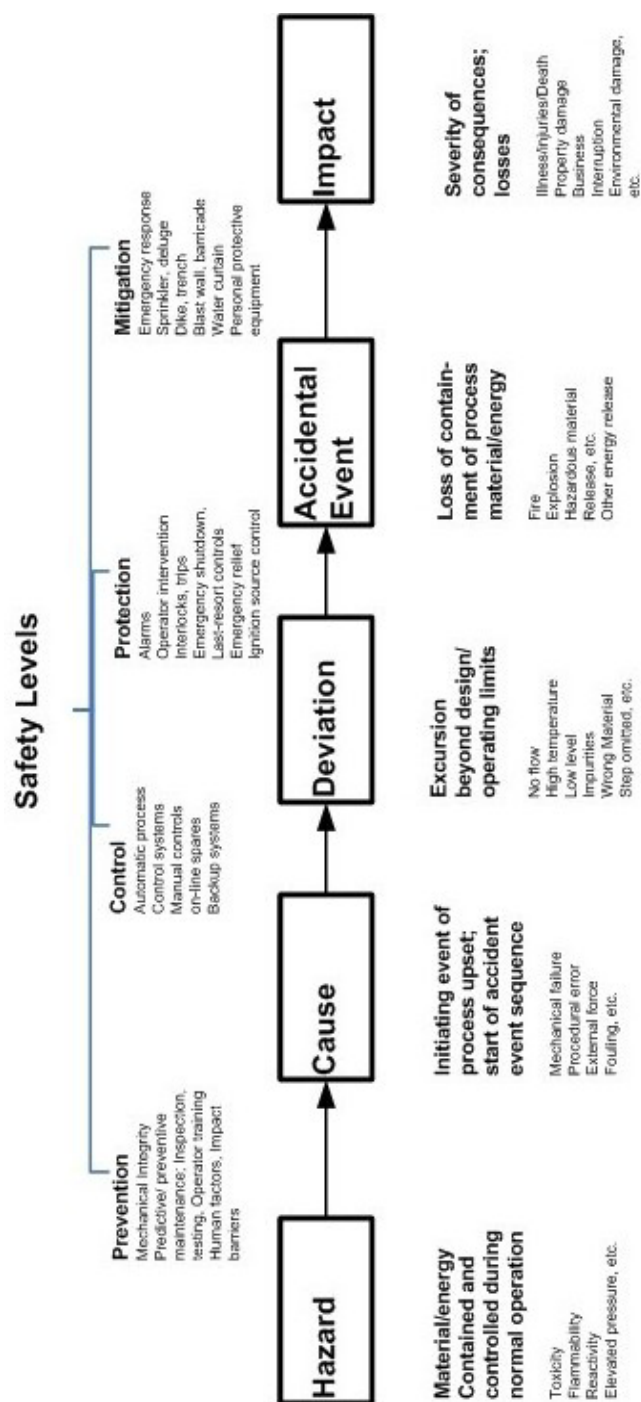 Safety Levels
Prevention
Mechanical Integrity
Predictive/ preventive
maintenance; Inspection,
testing, Operator training
Human factors, Impact
barriers
Control
Automatic process
Control systems
Manual controls
on-line spares
Backup systems
Protection
Alarms
Operator intervention
Interlocks, trips
Emergency shutdown,
Last-resort controls
Emergency relief
Ignition source control
Mitigation
Emergency response
Sprinkler, deluge
Dike, trench
Blast wall, barricade
Water curtain
Personal protective
equipment
Hazard
Cause
Deviation
Accidental
Event
Impact
Material/energy
Contained and
controlled during
normal operation
Toxicity
Flammability
Reactivity
Elevated pressure, etc.
Initiating event of
process upset;
start of accident
event sequence
Mechanical failure
Procedural error
External force
Fouling, etc.
Excursion
beyond design/
operating limits
No flow
High temperature
Low level
Impurities
Wrong Material
Step omitted, etc.
Loss of contain-
ment of process
material/energy
Fire
Explosion
Hazardous material
Release, etc.
Other energy release
Severity of
consequences;
losses
Illness/injuries/Death
Property damage
Business
Interruption
Environmental damage,
etc.